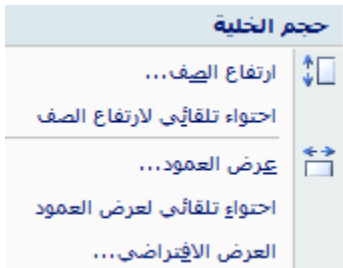 حجم الخلية
ارتفاع الصف...
احتواء تلقائي لارتفاع الصف
عرض العمود...
احتواء تلقائي لعرض العمود
العرض الافتراضي...